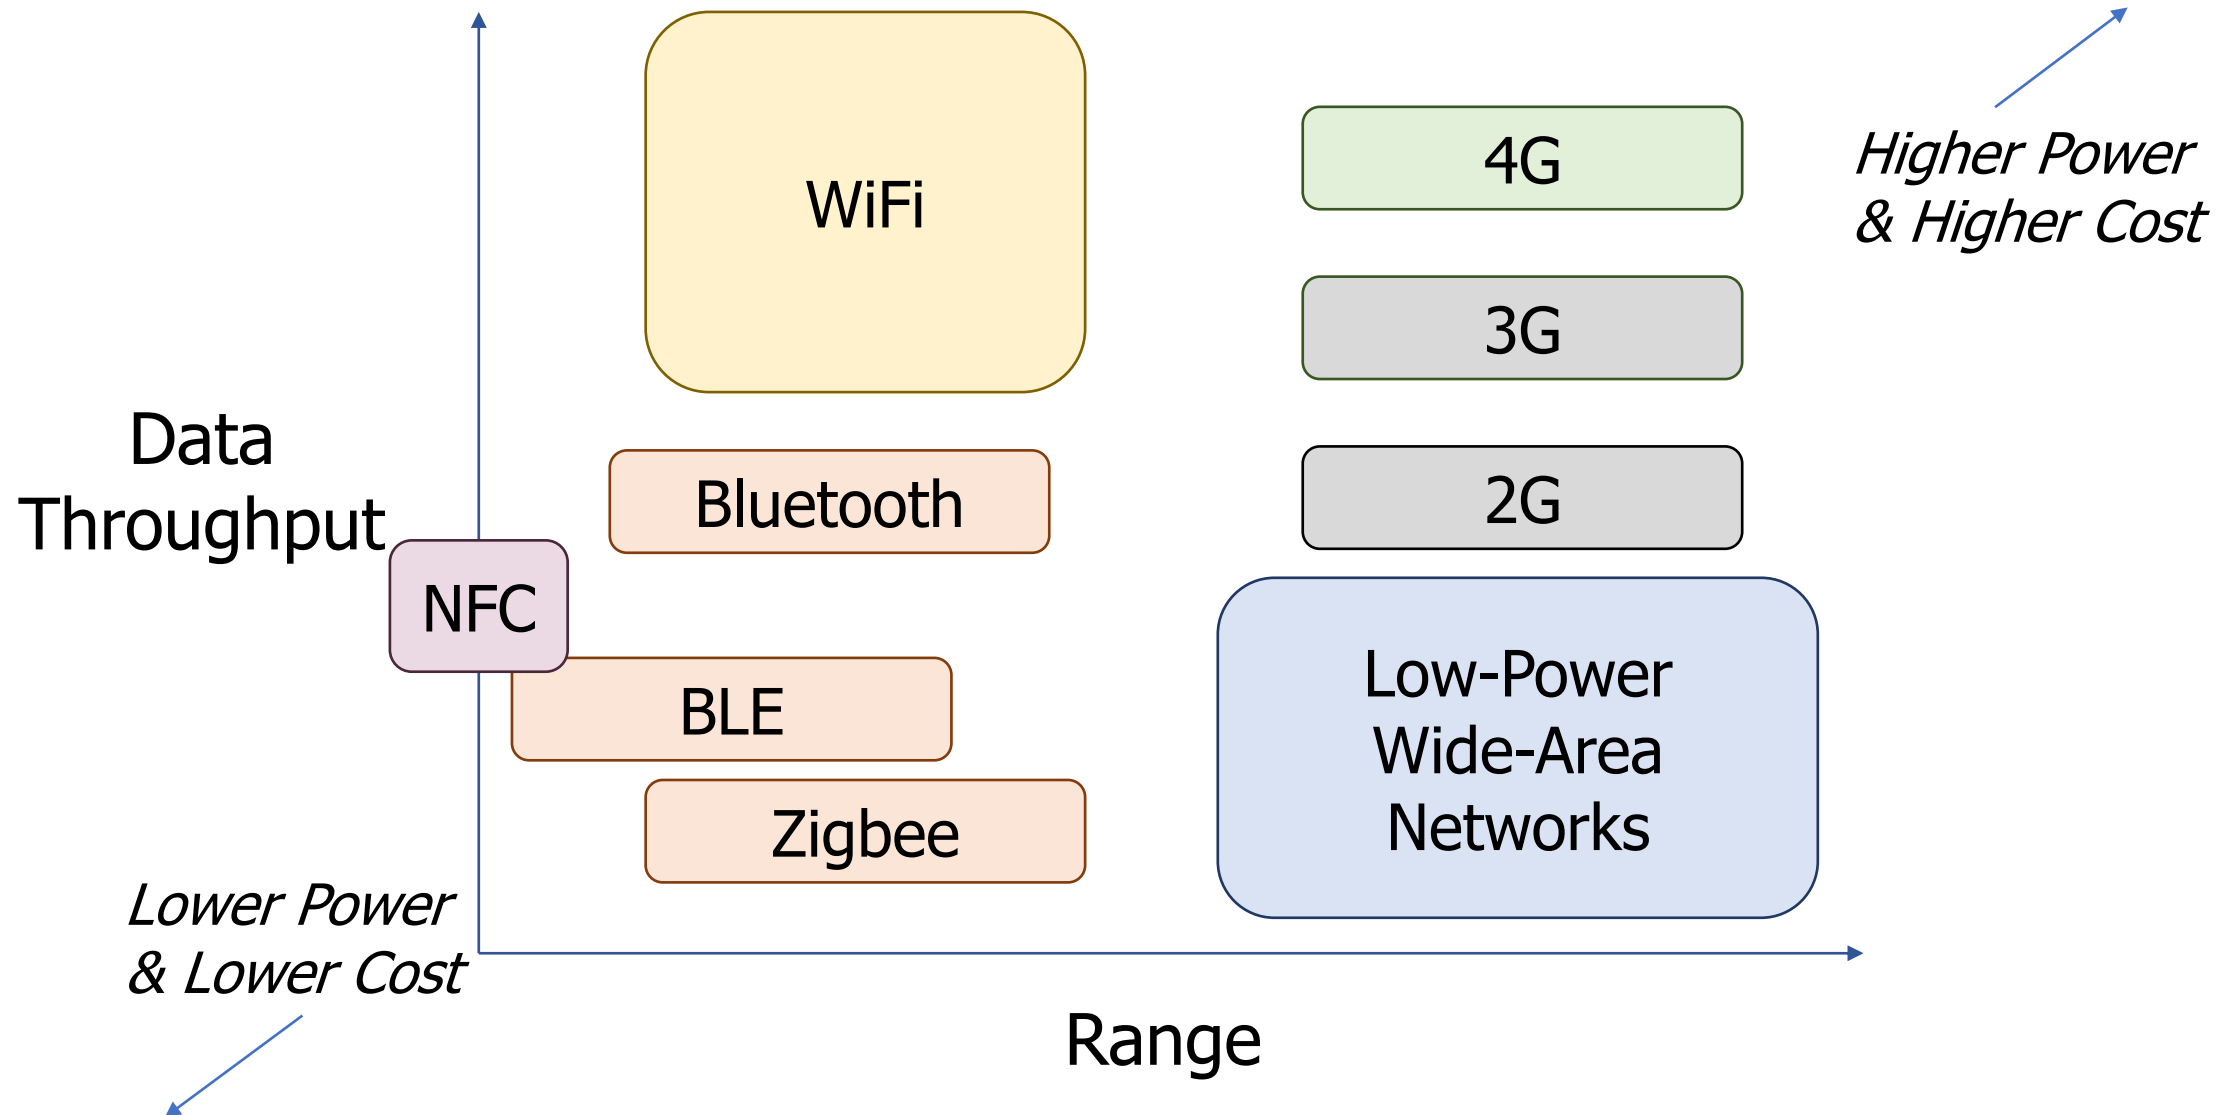 WiFi
4G
Higher Power
& Higher Cost
3G
Data
Throughput
Bluetooth
2G
NFC
BLE
Low-Power
Wide-Area
Networks
Zigbee
Lower Power
& Lower Cost
Range